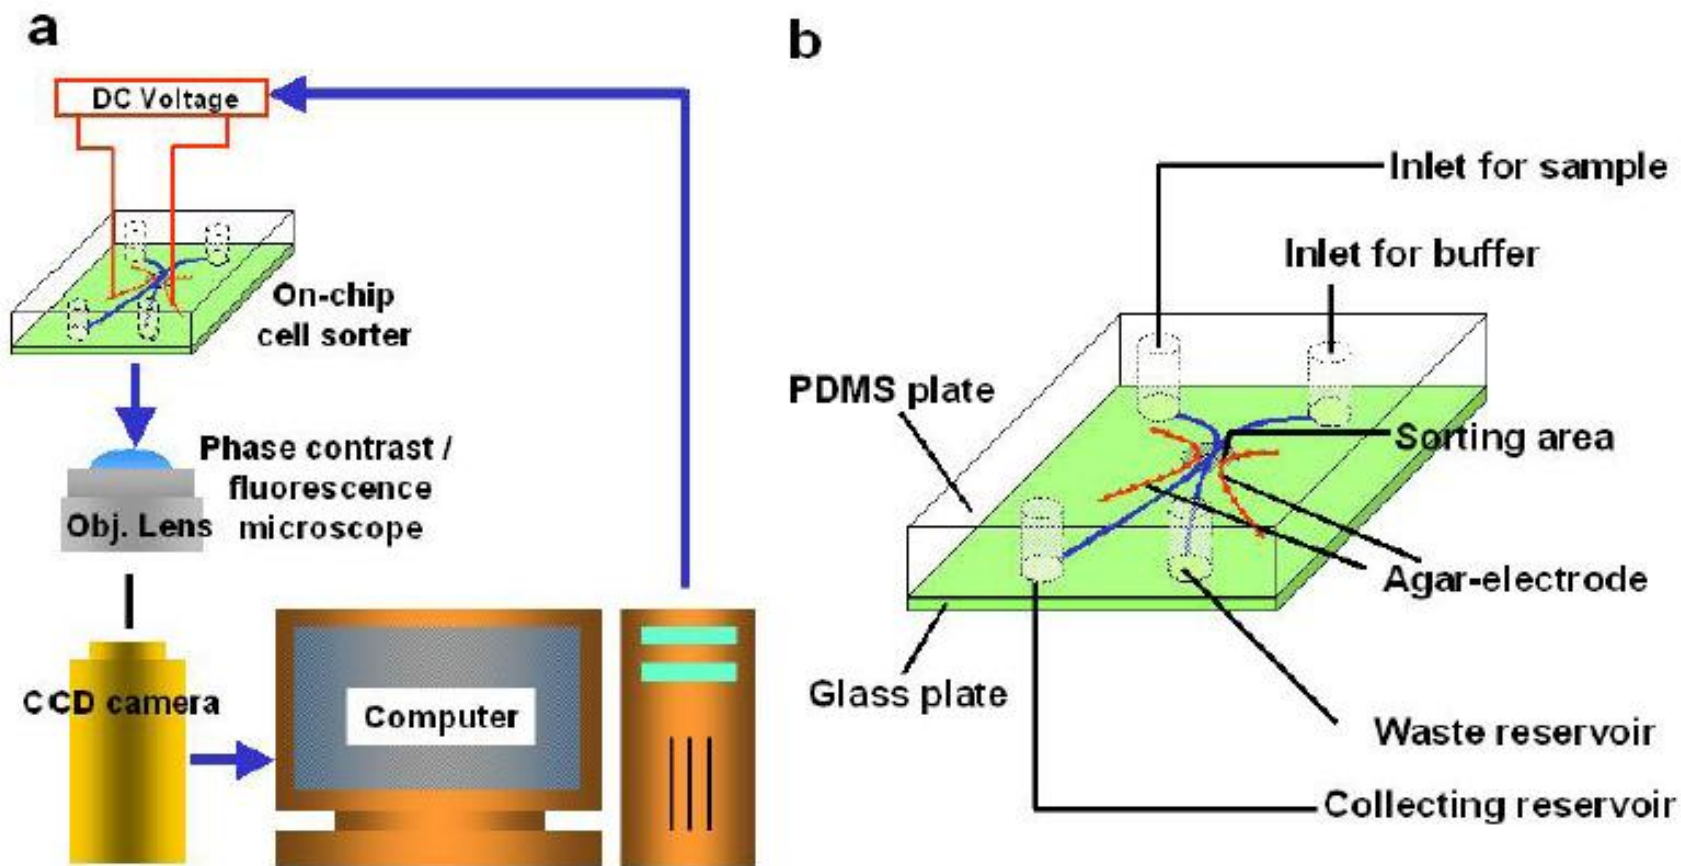 a
DC Voltage
On-chip
cell sorter
Phase contrast /
fluorescence
microscope
Obj. Lens
CCD camera
Computer
b
Inlet for sample
Inlet for buffer
PDMS plate
Sorting area
Agar-electrode
Glass plate
Waste reservoir
Collecting reservoir